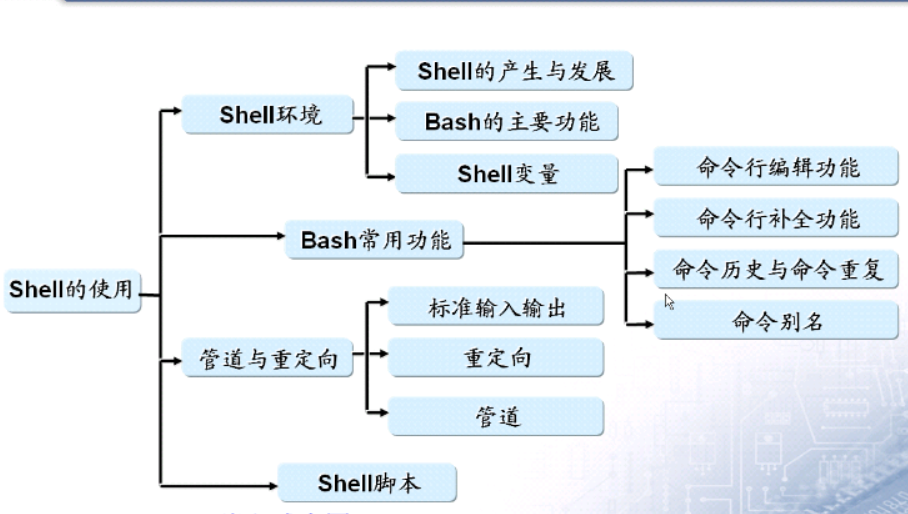 Shell的使用
Shell环境
Shell的产生与发展
Bash的主要功能
Shell变量
Bash常用功能
命令行编辑功能
命令行补全功能
命令历史与命令重复
命令别名
管道与重定向
标准输入输出
重定向
管道
Shell脚本